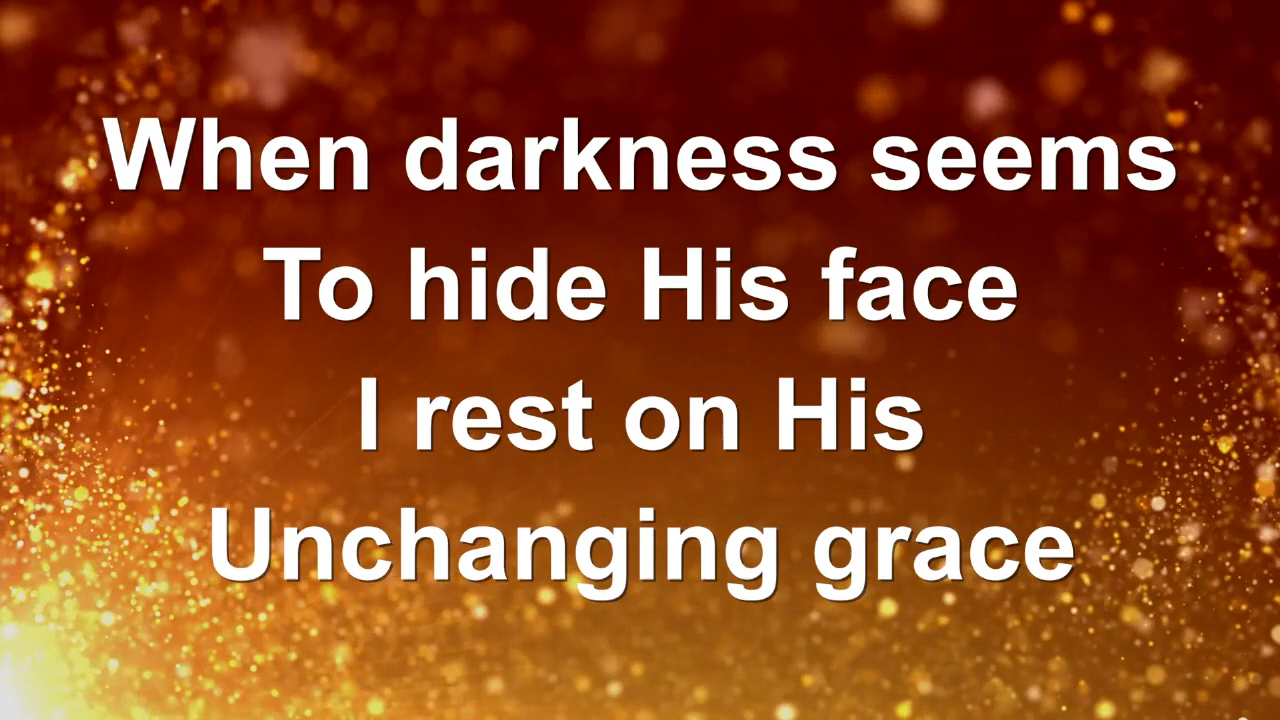 When darkness seems
To hide His face
I rest on His
Unchanging grace